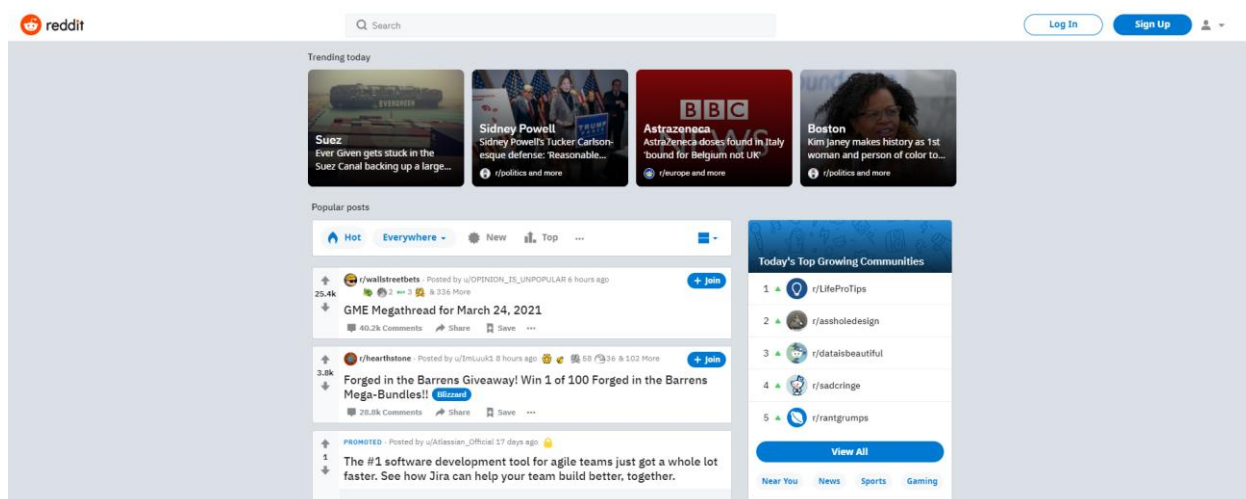 reddit
Search
Log In
Sign Up
Trending today
EVERGREEN
Suez
Ever Given gets stuck in the
Suez Canal backing up a large...
TRUMP
Sidney Powell
Sidney Powell's Tucker Carlson-
esque defense: 'Reasonable...
r/politics and more
BBC
NEWS
Astrazeneca
AstraZeneca doses found in Italy
'bound for Belgium not UK'
r/europe and more
Boston
Kim Janey makes history as 1st
woman and person of color to...
r/politics and more
Popular posts
Hot
Everywhere
New
Top
...
r/wallstreetbets · Posted by u/OPINION_IS_UNPOPULAR 6 hours ago
2 3 & 336 More
+ Join
25.4k
GME Megathread for March 24, 2021
40.2k Comments Share Save ...
r/hearthstone · Posted by u/ImLuuk1 8 hours ago 58 36 & 102 More
+ Join
3.8k
Forged in the Barrens Giveaway! Win 1 of 100 Forged in the Barrens
Mega-Bundles!! Blizzard
28.8k Comments Share Save ...
PROMOTED · Posted by u/Atlassian_Official 17 days ago
1
The #1 software development tool for agile teams just got a whole lot
faster. See how Jira can help your team build better, together.
Today's Top Growing Communities
1 r/LifeProTips
2 r/assholedesign
3 r/dataisbeautiful
4 r/sadcringe
5 r/rantgrumps
View All
Near You News Sports Gaming